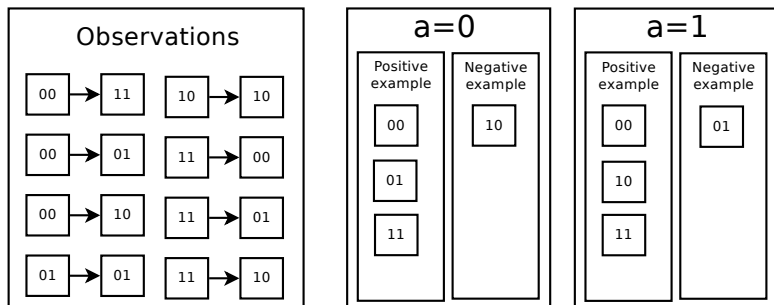 Observations
00 11
10 10
00 01
11 00
00 10
11 01
01 01
11 10
a=0
Positive
example
Negative
example
00
10
01
11
a=1
Positive
example
Negative
example
00
01
10
11